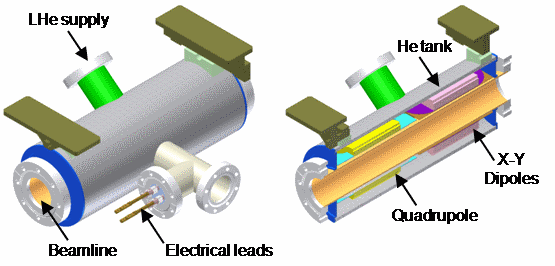 LHe supply
He tank
X-Y
Dipoles
Quadrupole
Beamline
Electrical leads